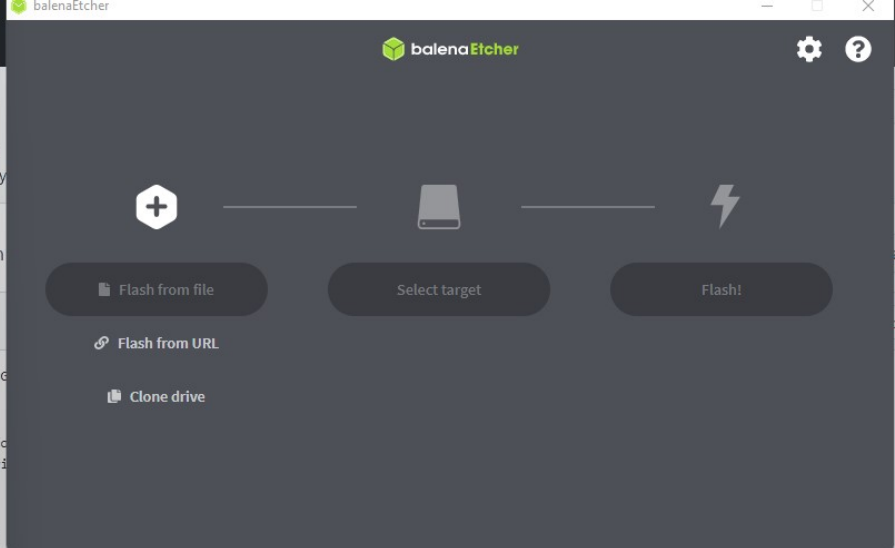 balenaEtcher
balenaEtcher
Flash from file
Select target
Flash!
Flash from URL
Clone drive